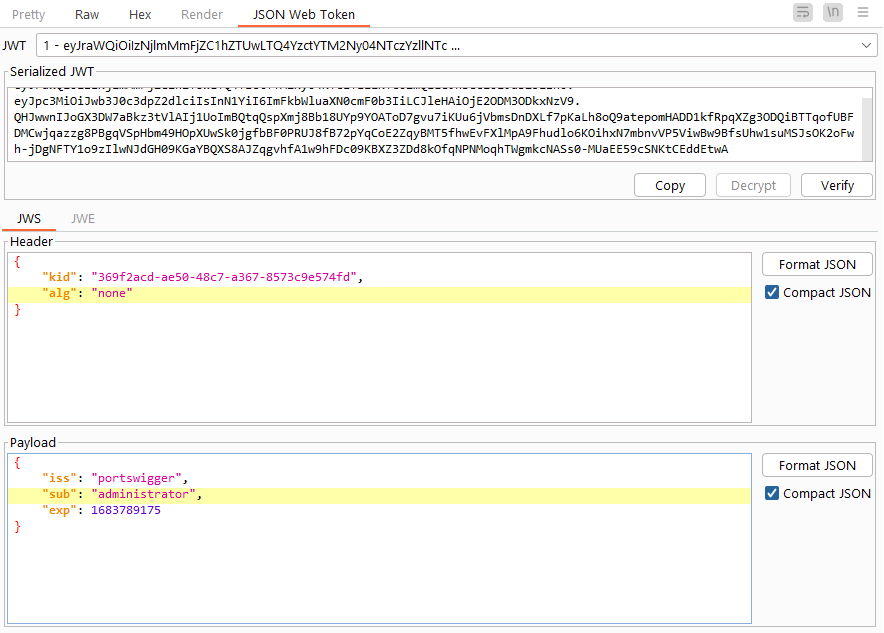 Pretty Raw Hex Render JSON Web Token \n
JWT 1 - eyJraWQiOiIzNjlmMmFjZC1hZTUwLTQ4YzctYTM2Ny04NTczYzllNTc ...
Serialized JWT
eyJpc3MiOiJwb3J0c3dpZ2dlciIsInN1YiI6ImFkbWluaXN0cmF0b3IiLCJleHAiOjE2ODM3ODkxNzV9.
QHJwwnIJoGX3DW7aBkz3tVlAIj1UoImBQtqQspXmj8Bb18UYp9YOAToD7gvu7iKUu6jVbmsDnDXLf7pKaLh8oQ9atepomHADD1kfRpqXZg3ODQiBTTqofUBF
DMCwjqazzg8PBgqVSpHbm49HOpXUwSk0jgfbBF0PRUJ8fB72pYqCoE2ZqyBMT5fhwEvFXlMpA9Fhudlo6KOihxN7mbnvVP5ViwBw9BfsUhw1suMSJsOK2oFw
h-jDgNFTY1o9zIlwNJdGH09KGaYBQXS8AJZqgvhfA1w9hFDc09KBXZ3ZDd8kOfqNPNMoqhTWgmkcNASs0-MUaEE59cSNKtCEddEtwA
Copy Decrypt Verify
JWS JWE
Header
{
"kid": "369f2acd-ae50-48c7-a367-8573c9e574fd",
"alg": "none"
}
Format JSON
Compact JSON
Payload
{
"iss": "portswigger",
"sub": "administrator",
"exp": 1683789175
}
Format JSON
Compact JSON